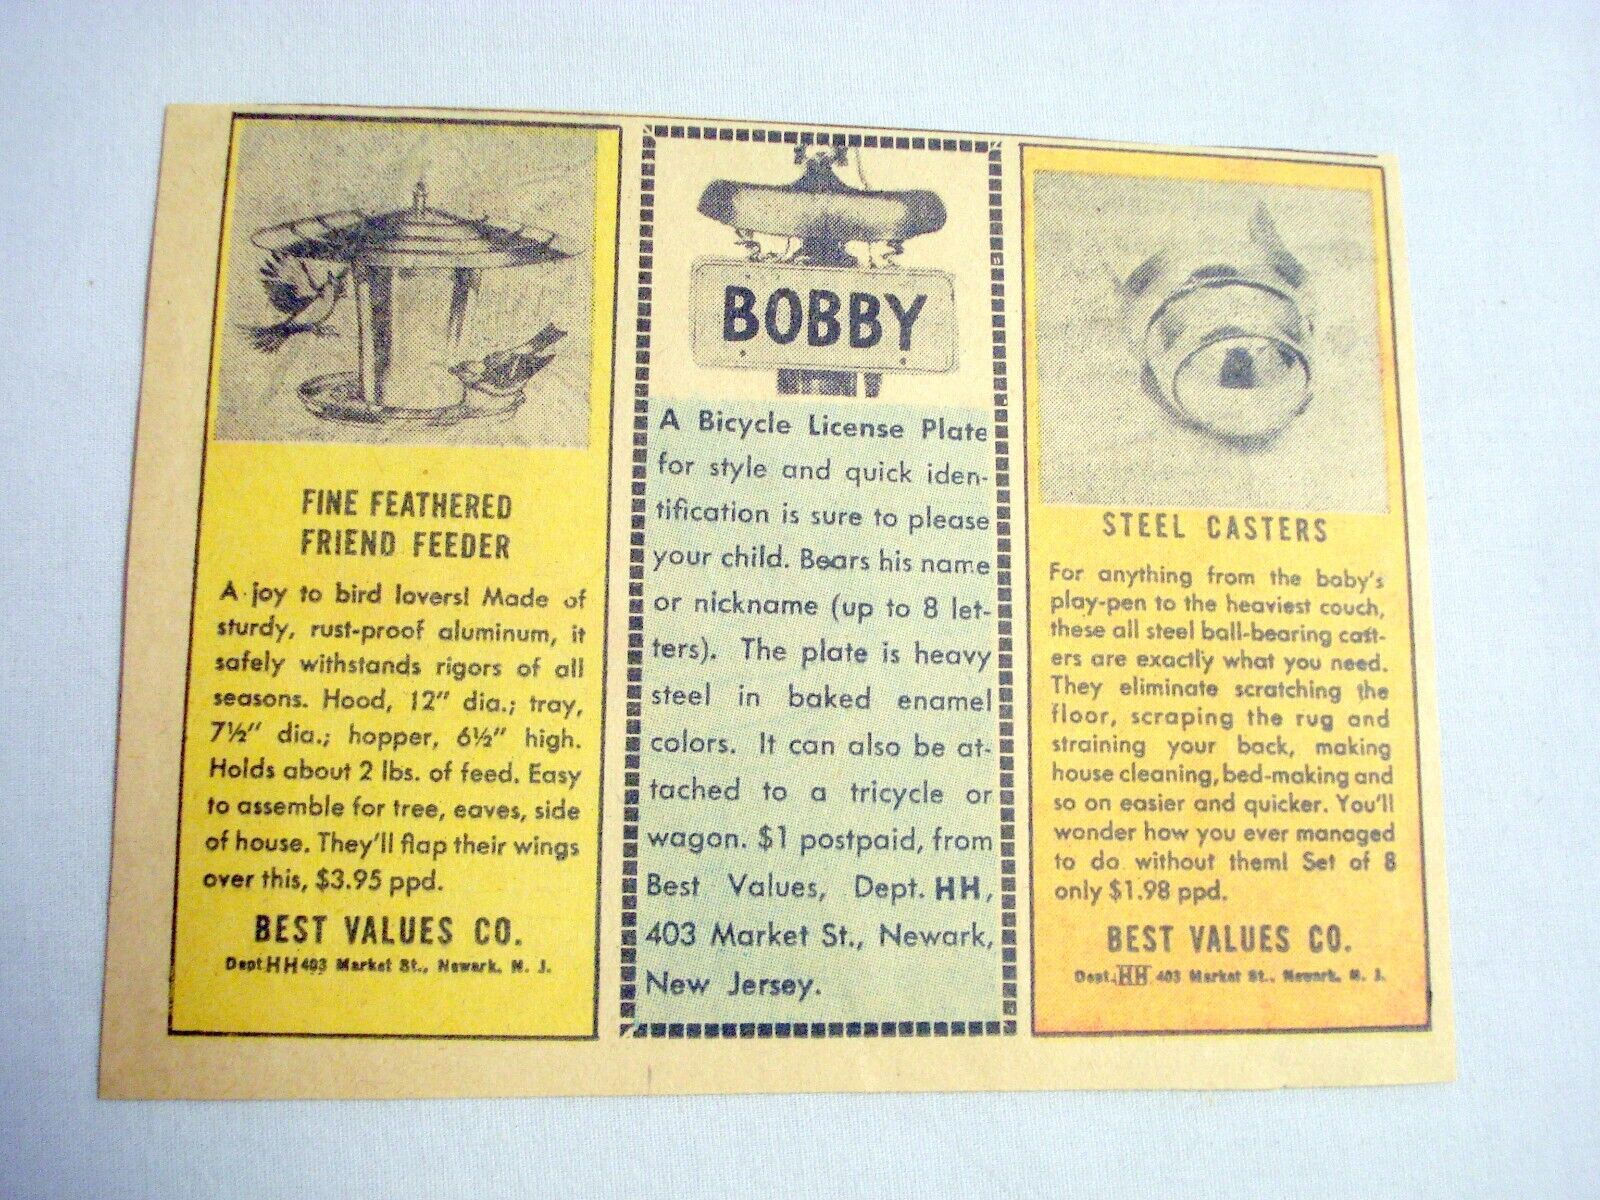 FINE FEATHERED
FRIEND FEEDER
A joy to bird lovers! Made of
sturdy, rust-proof aluminum, it
safely withstands rigors of all
seasons. Hood, 12" dia.; tray,
7½" dia.; hopper, 6½" high.
Holds about 2 lbs. of feed. Easy
to assemble for tree, eaves, side
of house. They'll flap their wings
over this, $3.95 ppd.
BEST VALUES CO.
Dept. HH 403 Market St., Newark, N. J.
BOBBY
A Bicycle License Plate
for style and quick iden-
tification is sure to please
your child. Bears his name
or nickname (up to 8 let-
ters). The plate is heavy
steel in baked enamel
colors. It can also be at-
tached to a tricycle or
wagon. $1 postpaid, from
Best Values, Dept. HH,
403 Market St., Newark,
New Jersey.
STEEL CASTERS
For anything from the baby's
play-pen to the heaviest couch,
these all steel ball-bearing cast-
ers are exactly what you need.
They eliminate scratching the
floor, scraping the rug and
straining your back, making
house cleaning, bed-making and
so on easier and quicker. You'll
wonder how you ever managed
to do without them! Set of 8
only $1.98 ppd.
BEST VALUES CO.
Dept. HH 403 Market St., Newark, N. J.